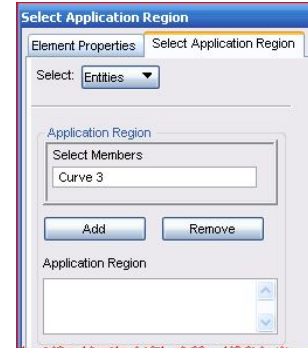 Select Application Region
Element Properties Select Application Region
Select: Entities
Application Region
Select Members
Curve 3
Add Remove
Application Region